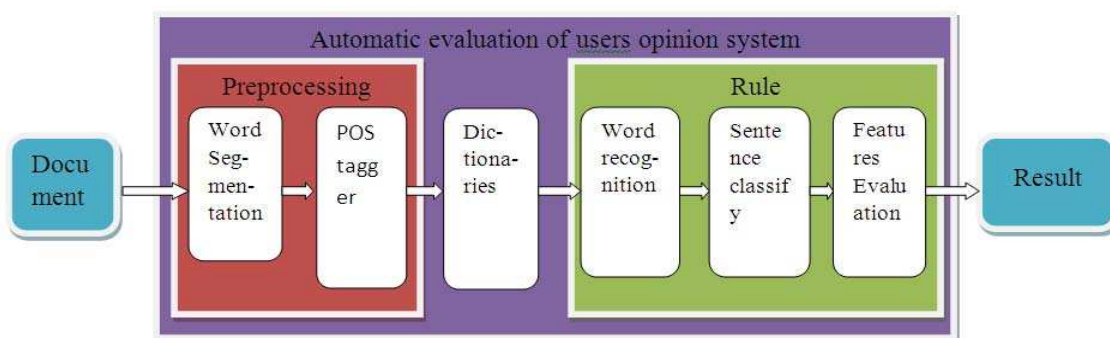 Automatic evaluation of users opinion system
Preprocessing
Rule
Docu
ment
Word
Seg-
men-
tation
POS
tagg
er
Dic-
tiona-
ries
Word
recog-
nition
Sente
nce
classif
y
Featu
res
Evalu
ation
Result